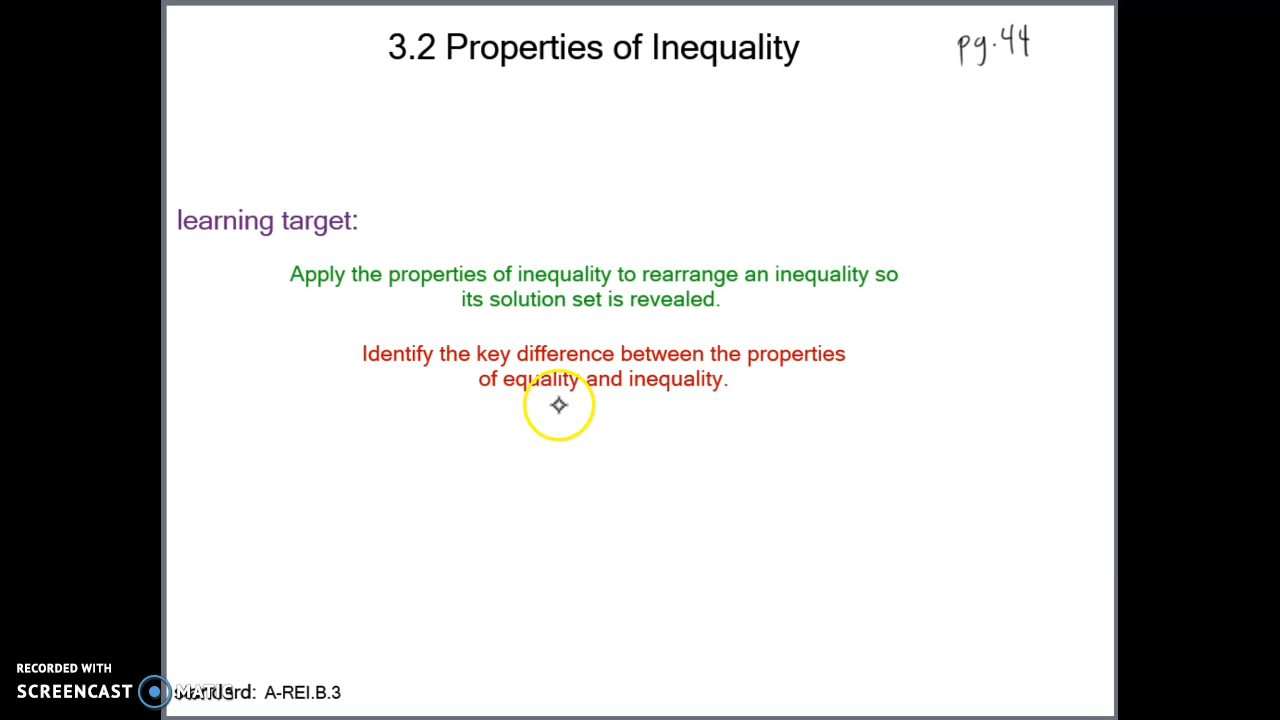 3.2 Properties of Inequality
pg.44
learning target:
Apply the properties of inequality to rearrange an inequality so
its solution set is revealed.
Identify the key difference between the properties
of equality and inequality.
RECORDED WITH
SCREENCAST MATIC
A-REI.B.3